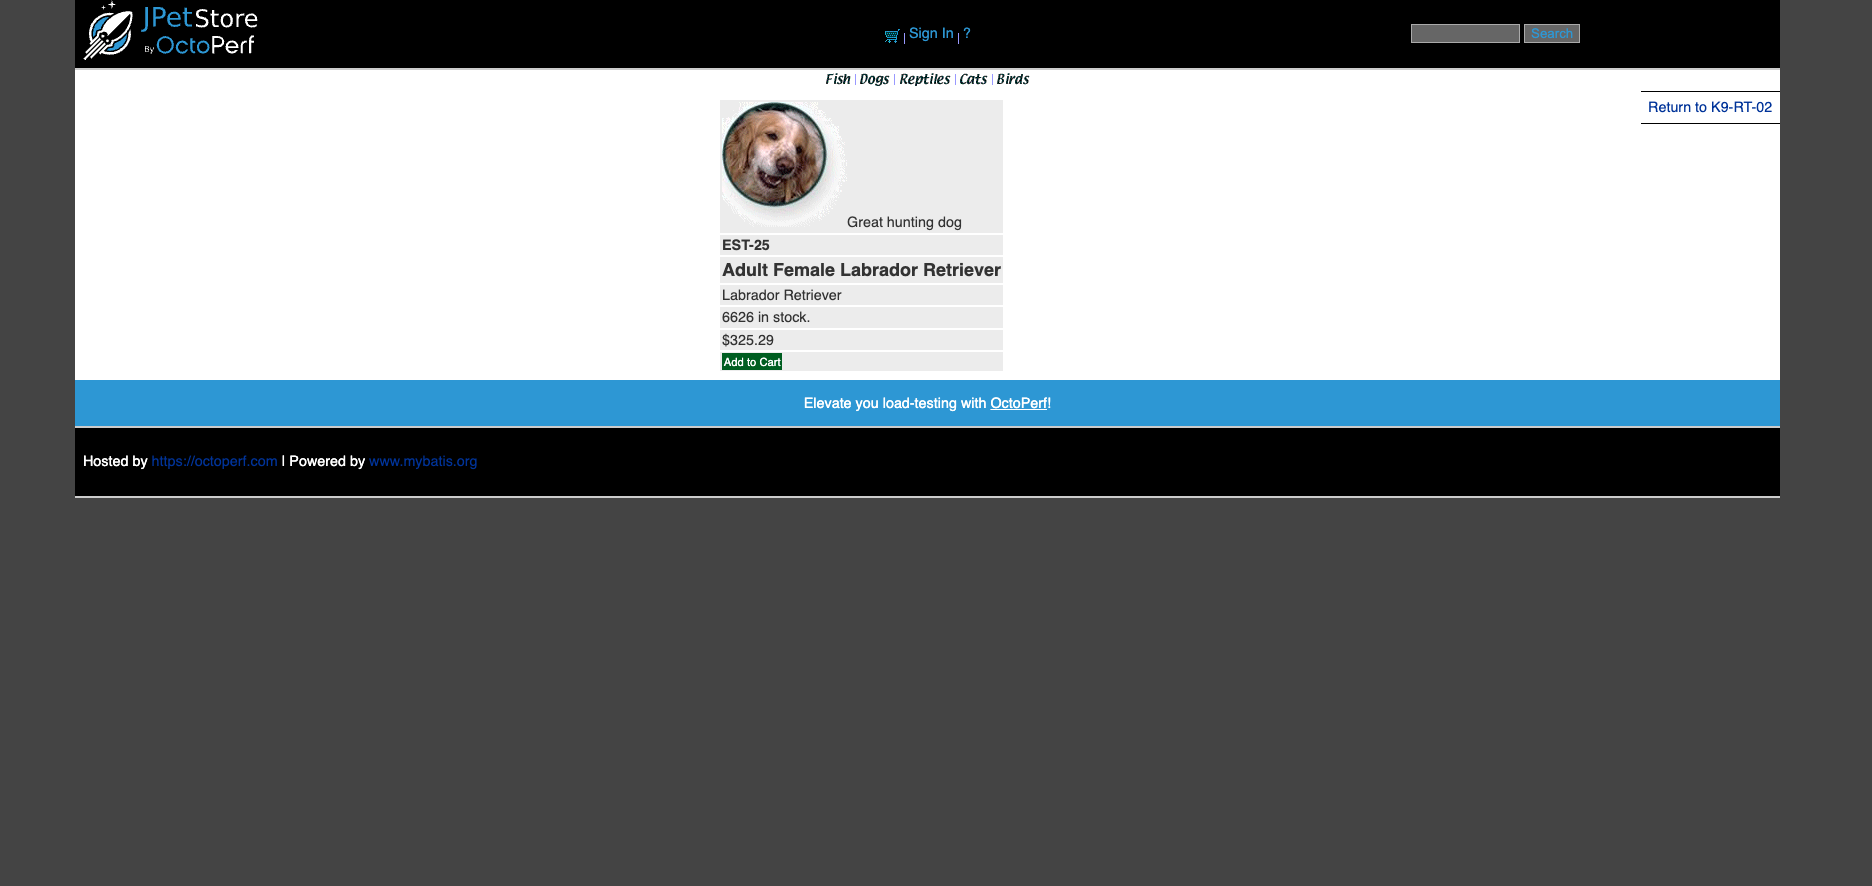 JPetStore
By OctoPerf
Sign In ?
Search
Fish Dogs Reptiles Cats Birds
Return to K9-RT-02
Great hunting dog
EST-25
Adult Female Labrador Retriever
Labrador Retriever
6626 in stock.
$325.29
Add to Cart
Elevate you load-testing with OctoPerf!
Hosted by https://octoperf.com | Powered by www.mybatis.org